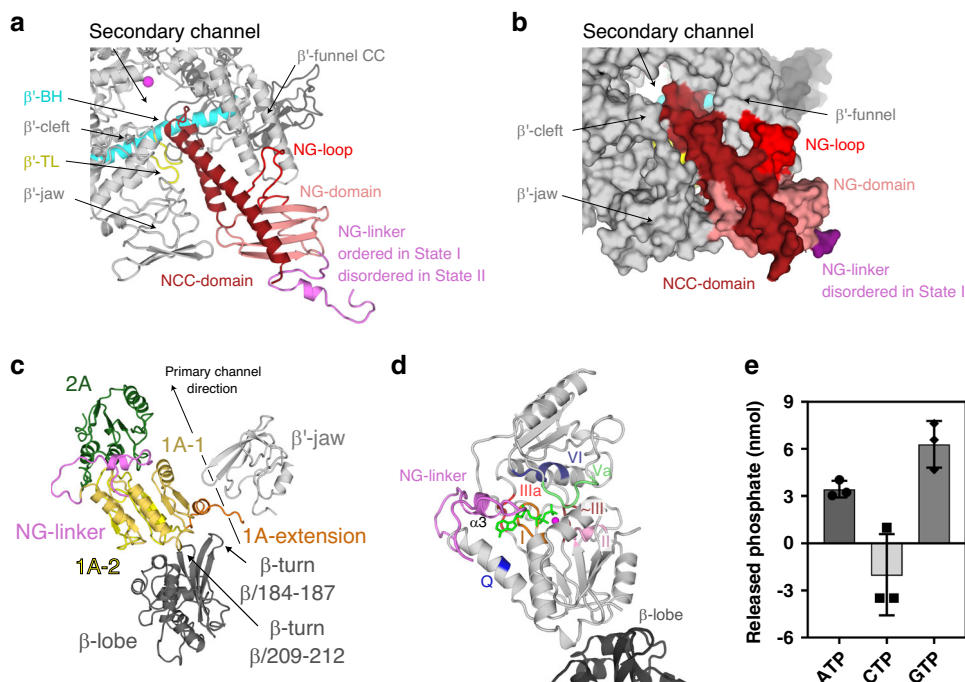 a
Secondary channel
β'-funnel CC
β'-BH
β'-cleft
β'-TL
β'-jaw
NG-loop
NG-domain
NG-linker
ordered in State I
disordered in State II
NCC-domain
b
Secondary channel
β'-cleft
β'-funnel
NG-loop
NG-domain
β'-jaw
NCC-domain
NG-linker
disordered in State I
c
Primary channel
direction
2A
1A-1
β'-jaw
NG-linker
1A-extension
1A-2
β-turn
β/184-187
β-lobe
β-turn
β/209-212
d
VI
Va
NG-linker
IIIa
~III
α3
I
II
Q
β-lobe
e
Released phosphate (nmol)
9
6
3
0
-3
-6
ATP
CTP
GTP